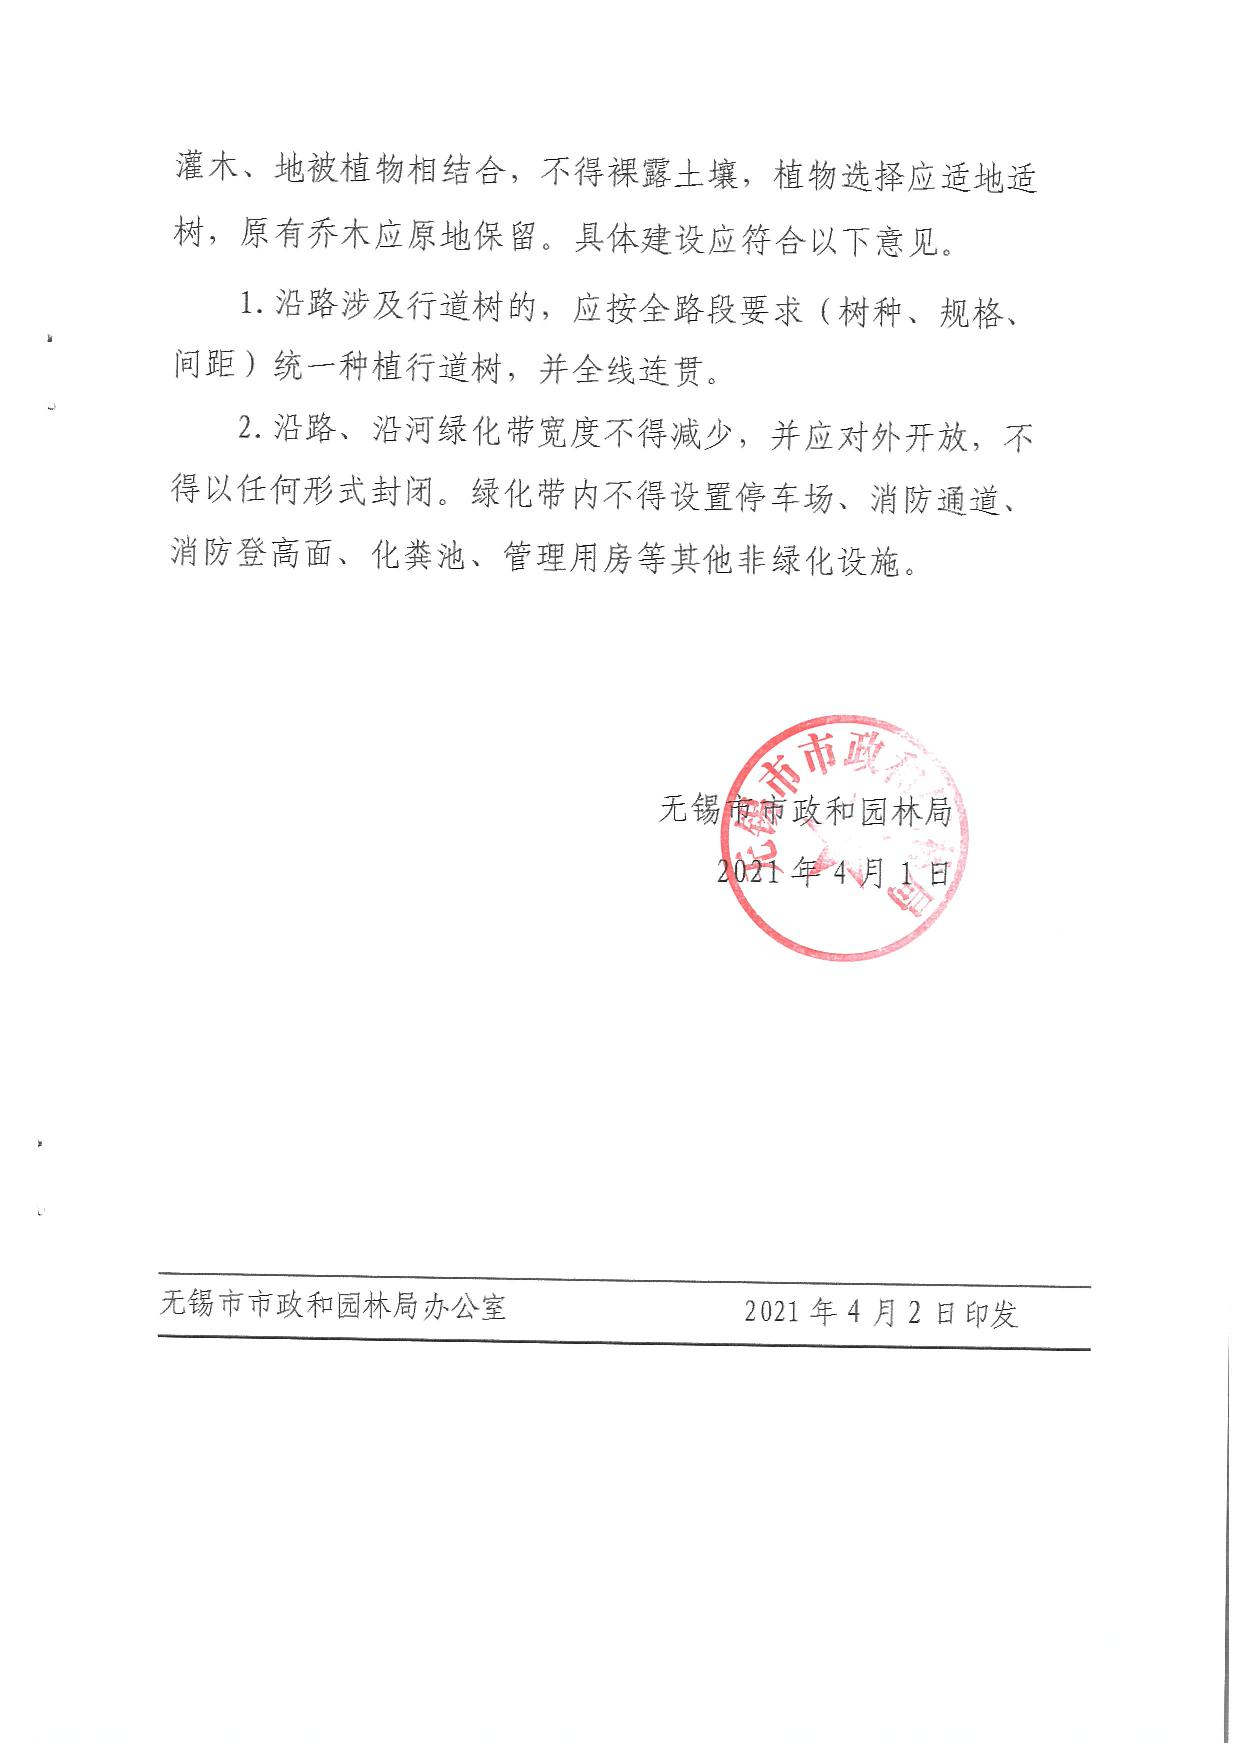 灌木、地被植物相结合，不得裸露土壤，植物选择应适地适
树，原有乔木应原地保留。具体建设应符合以下意见。
1.沿路涉及行道树的，应按全路段要求（树种、规格、
间距）统一种植行道树，并全线连贯。
2.沿路、沿河绿化带宽度不得减少，并应对外开放，不
得以任何形式封闭。绿化带内不得设置停车场、消防通道、
消防登高面、化粪池、管理用房等其他非绿化设施。
无锡市市政和园林局
2021年4月1日
无锡市市政和 局
无锡市市政和园林局办公室 2021年4月2日印发